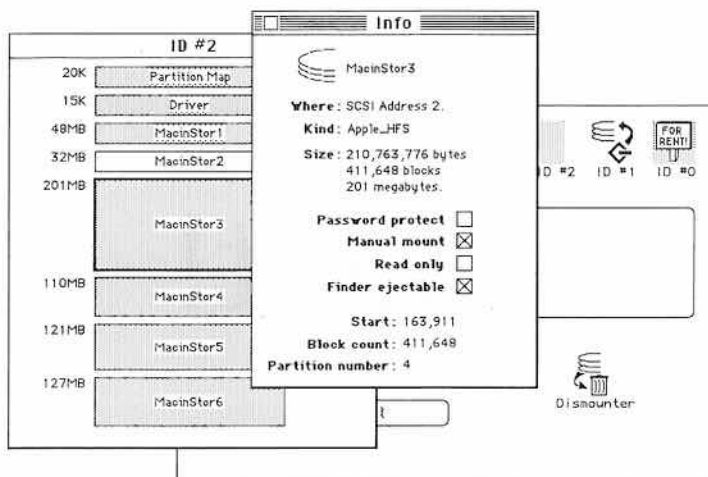 ID #2
20K
Partition Map
15K
Driver
48MB
MacinStor1
32MB
MacinStor2
201MB
MacinStor3
110MB
MacinStor4
121MB
MacinStor5
127MB
MacinStor6
Info
MacinStor3
Where: SCSI Address 2.
Kind: Apple_HFS
Size: 210,763,776 bytes
411,648 blocks
201 megabytes.
Password protect
Manual mount
Read only
Finder ejectable
Start: 163,911
Block count: 411,648
Partition number: 4
FOR
RENT!
ID #2 ID #1 ID #0
Dismounter